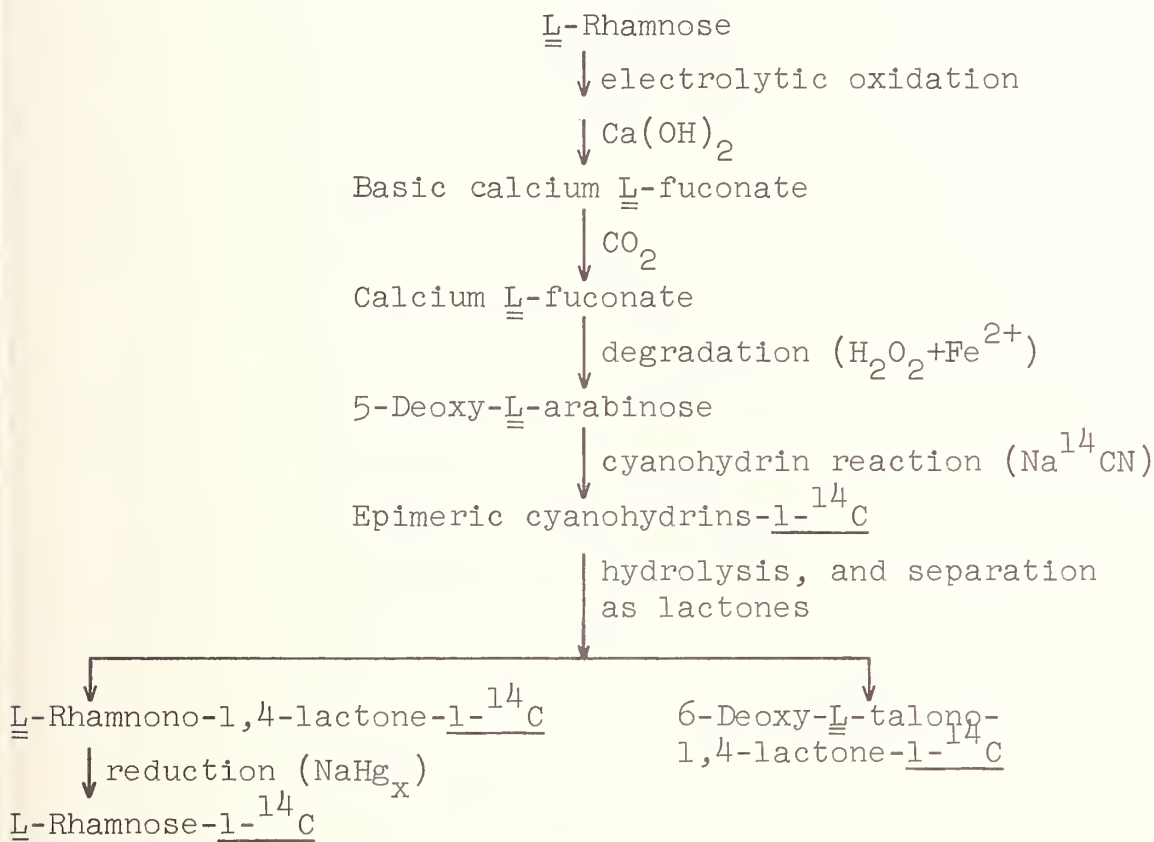 L-Rhamnose
electrolytic oxidation
Ca(OH)2
Basic calcium L-fuconate
CO2
Calcium L-fuconate
degradation (H2O2+Fe2+)
5-Deoxy-L-arabinose
cyanohydrin reaction (Na14CN)
Epimeric cyanohydrins-1-14C
hydrolysis, and separation
as lactones
L-Rhamnono-1,4-lactone-1-14C
6-Deoxy-L-talono-
1,4-lactone-1-14C
reduction (NaHgx)
L-Rhamnose-1-14C